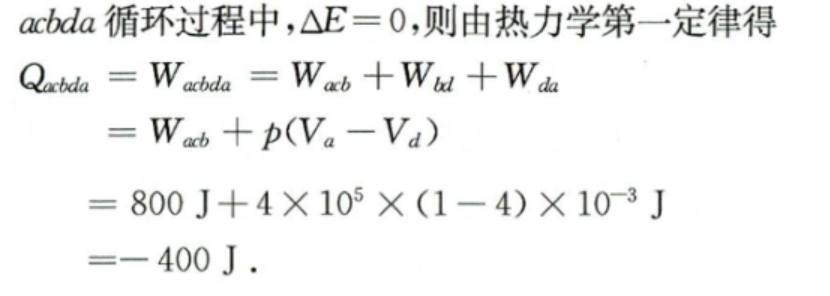 acbda 循环过程中,ΔE=0,则由热力学第一定律得
Q_{acbda} = W_{acbda} = W_{acb} + W_{bd} + W_{da}
= W_{acb} + p(V_a − V_d)
= 800 J + 4 × 10^5 × (1 − 4) × 10^{−3} J
= − 400 J .